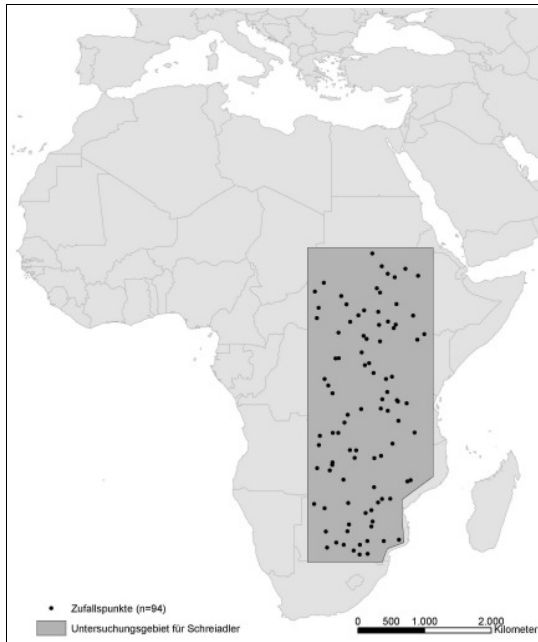 Zufallspunkte (n=94)
Untersuchungsgebiet für Schreiadler
0 500 1.000 2.000
Kilometer